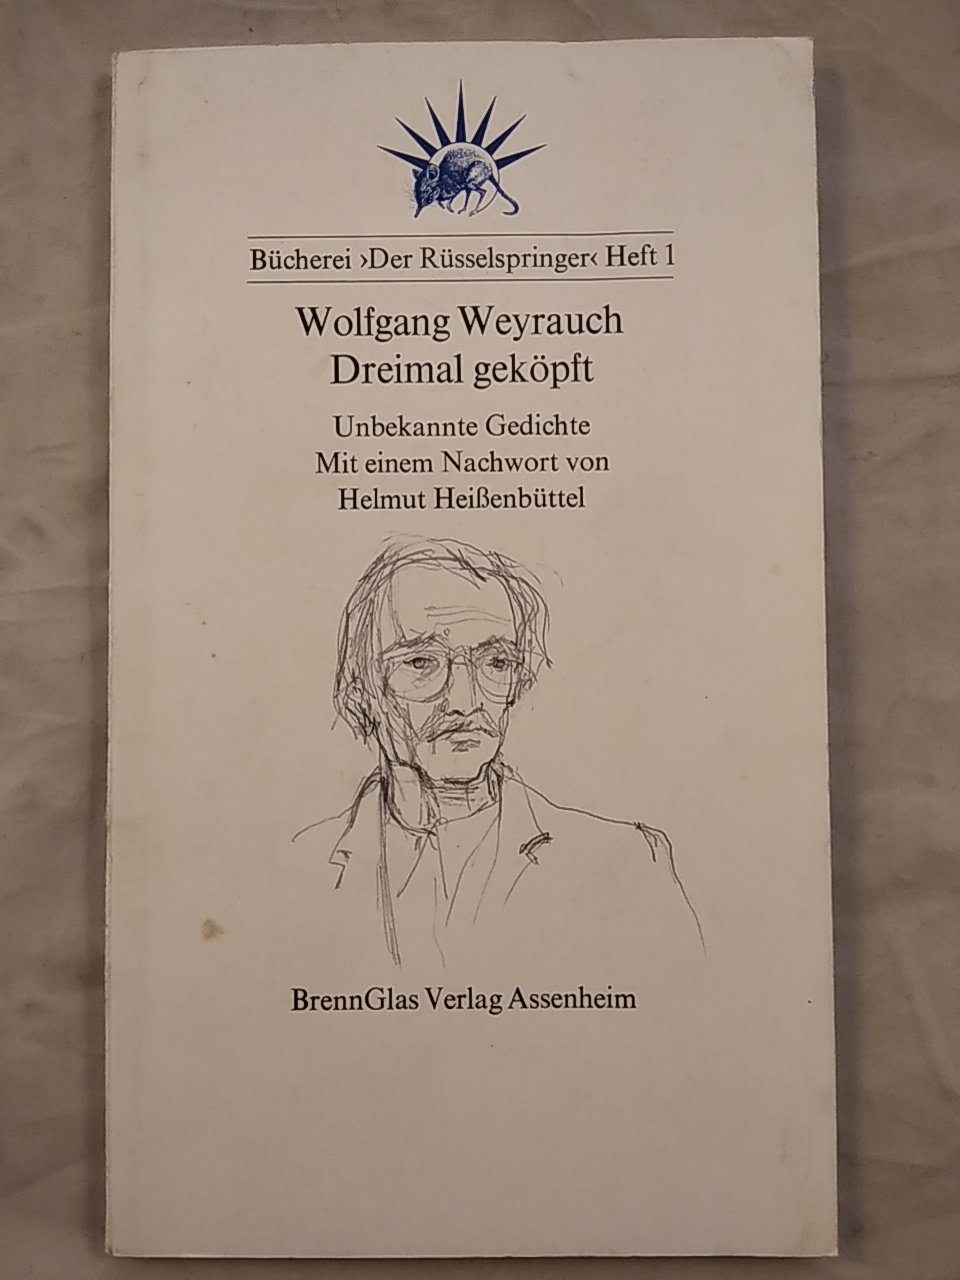 Bücherei ›Der Rüsselspringer‹ Heft 1
Wolfgang Weyrauch
Dreimal geköpft
Unbekannte Gedichte
Mit einem Nachwort von
Helmut Heißenbüttel
BrennGlas Verlag Assenheim